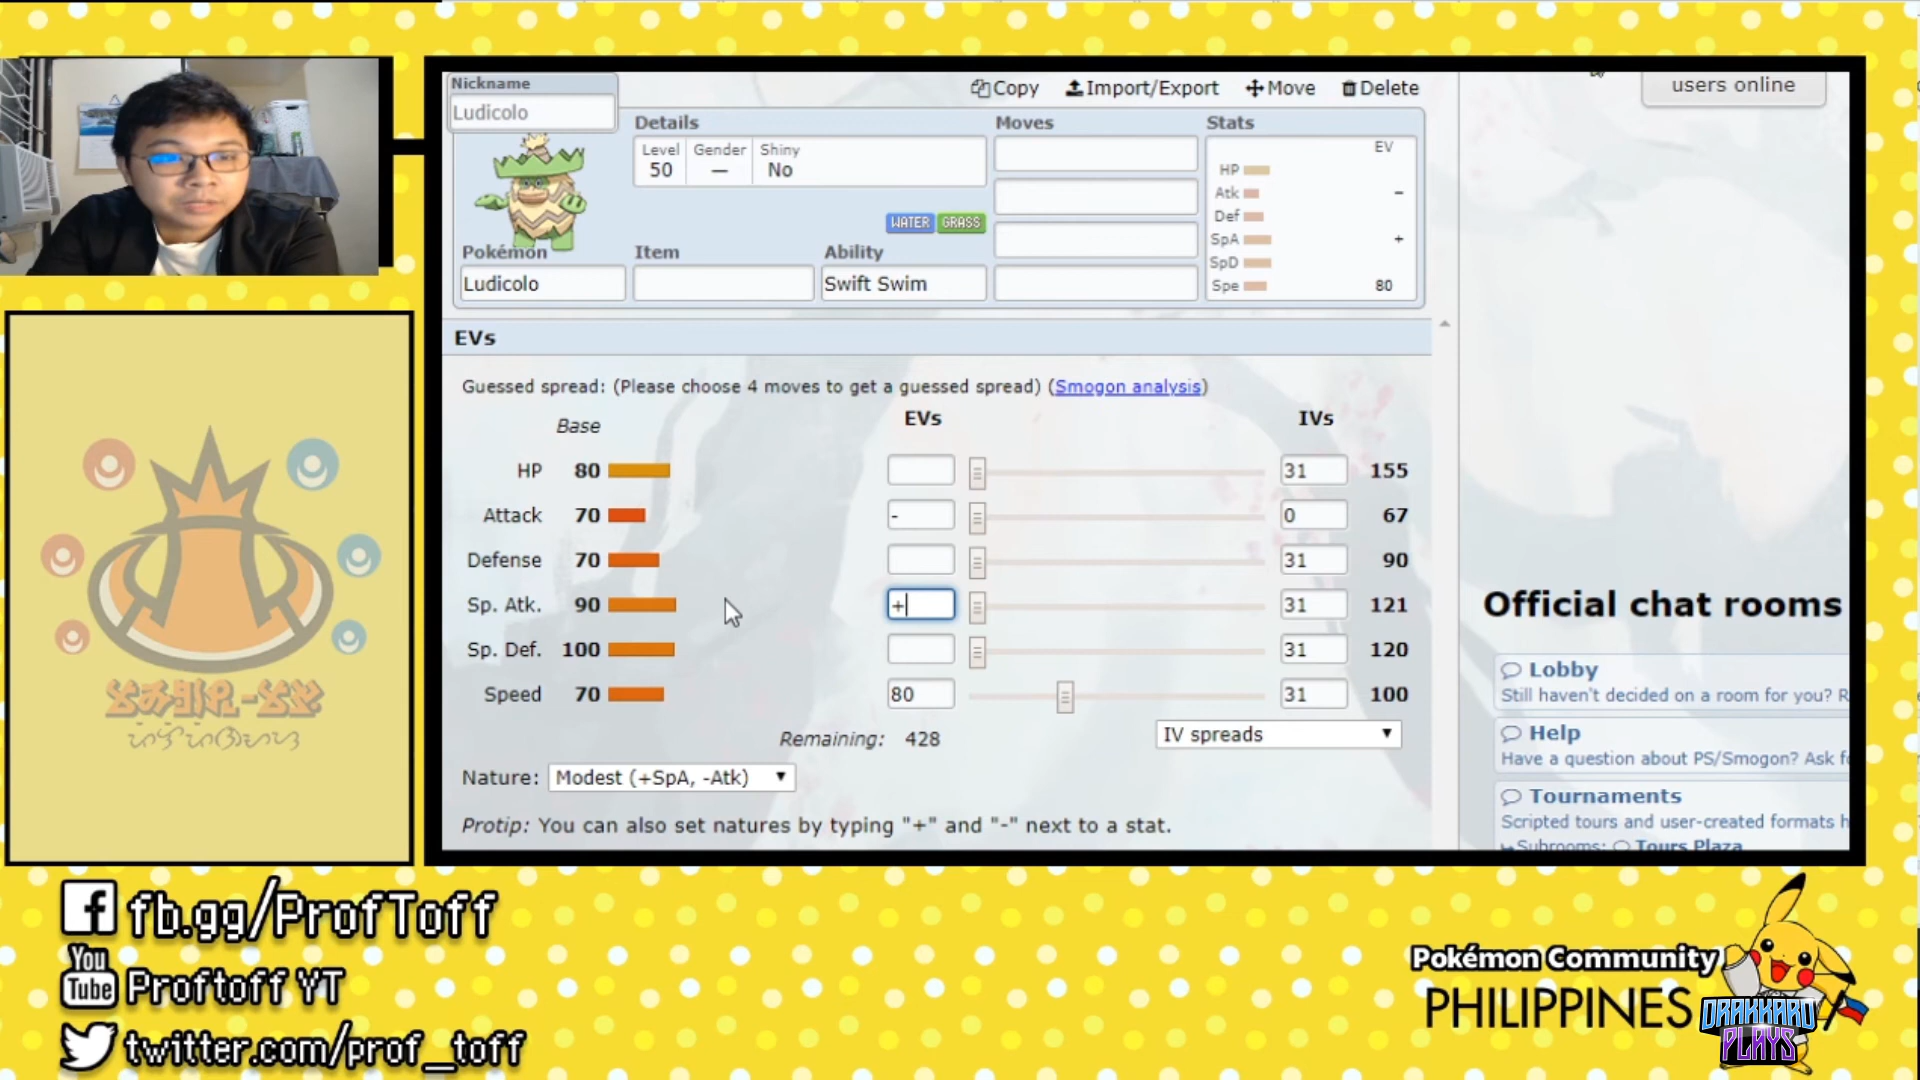 Nickname
Ludicolo
Copy Import/Export Move Delete
Details
Moves
Stats
Level Gender Shiny
50 — No
EV
HP
Atk -
Def
SpA +
SpD
Spe 80
WATER GRASS
Pokémon Item Ability
Ludicolo Swift Swim
users online
EVs
Guessed spread: (Please choose 4 moves to get a guessed spread) (Smogon analysis)
Base EVs IVs
HP 80 31 155
Attack 70 - 0 67
Defense 70 31 90
Sp. Atk. 90 + 31 121
Sp. Def. 100 31 120
Speed 70 80 31 100
Remaining: 428
IV spreads
Nature: Modest (+SpA, -Atk)
Protip: You can also set natures by typing "+" and "-" next to a stat.
Official chat rooms
Lobby
Still haven't decided on a room for you? R
Help
Have a question about PS/Smogon? Ask fo
Tournaments
Scripted tours and user-created formats h
Subrooms: Tours Plaza
fb.gg/ProfToff
You
Tube Proftoff YT
twitter.com/prof_toff
Pokémon Community
PHILIPPINES
DRAKKARO
PLAYS